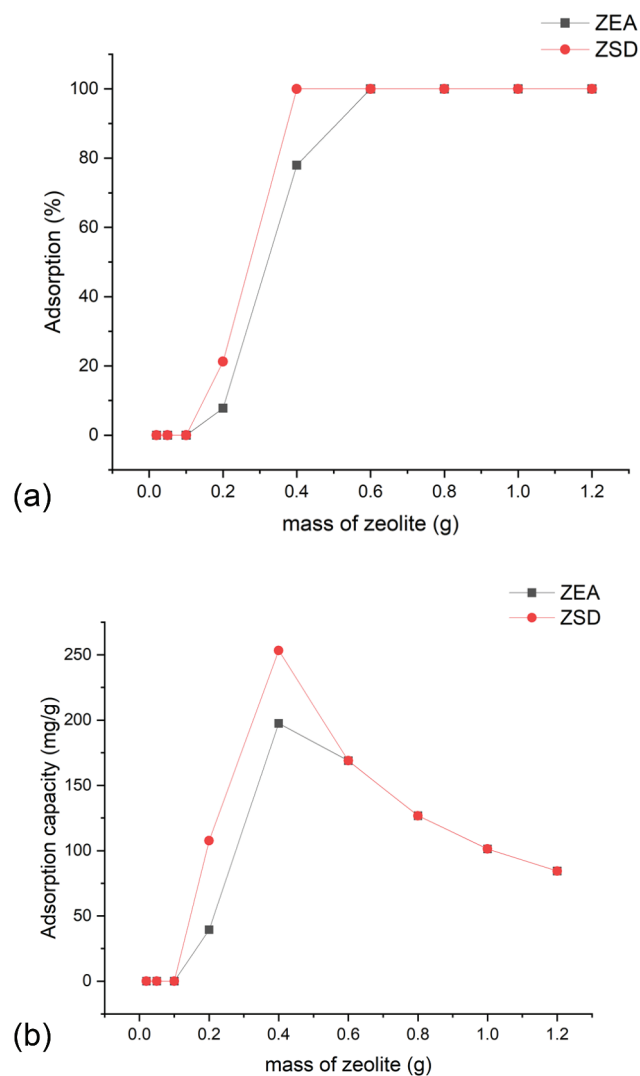 ZEA
ZSD
100
80
60
40
20
0
Adsorption (%)
0.0 0.2 0.4 0.6 0.8 1.0 1.2
mass of zeolite (g)
(a)
ZEA
ZSD
250
200
150
100
50
0
Adsorption capacity (mg/g)
0.0 0.2 0.4 0.6 0.8 1.0 1.2
mass of zeolite (g)
(b)